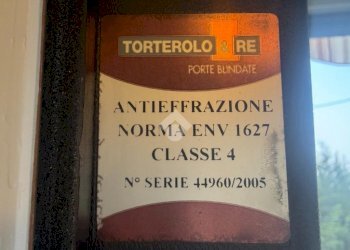 TORTEROLO & RE
PORTE BLINDATE
ANTIEFFRAZIONE
NORMA ENV 1627
CLASSE 4
N° SERIE 44960/2005